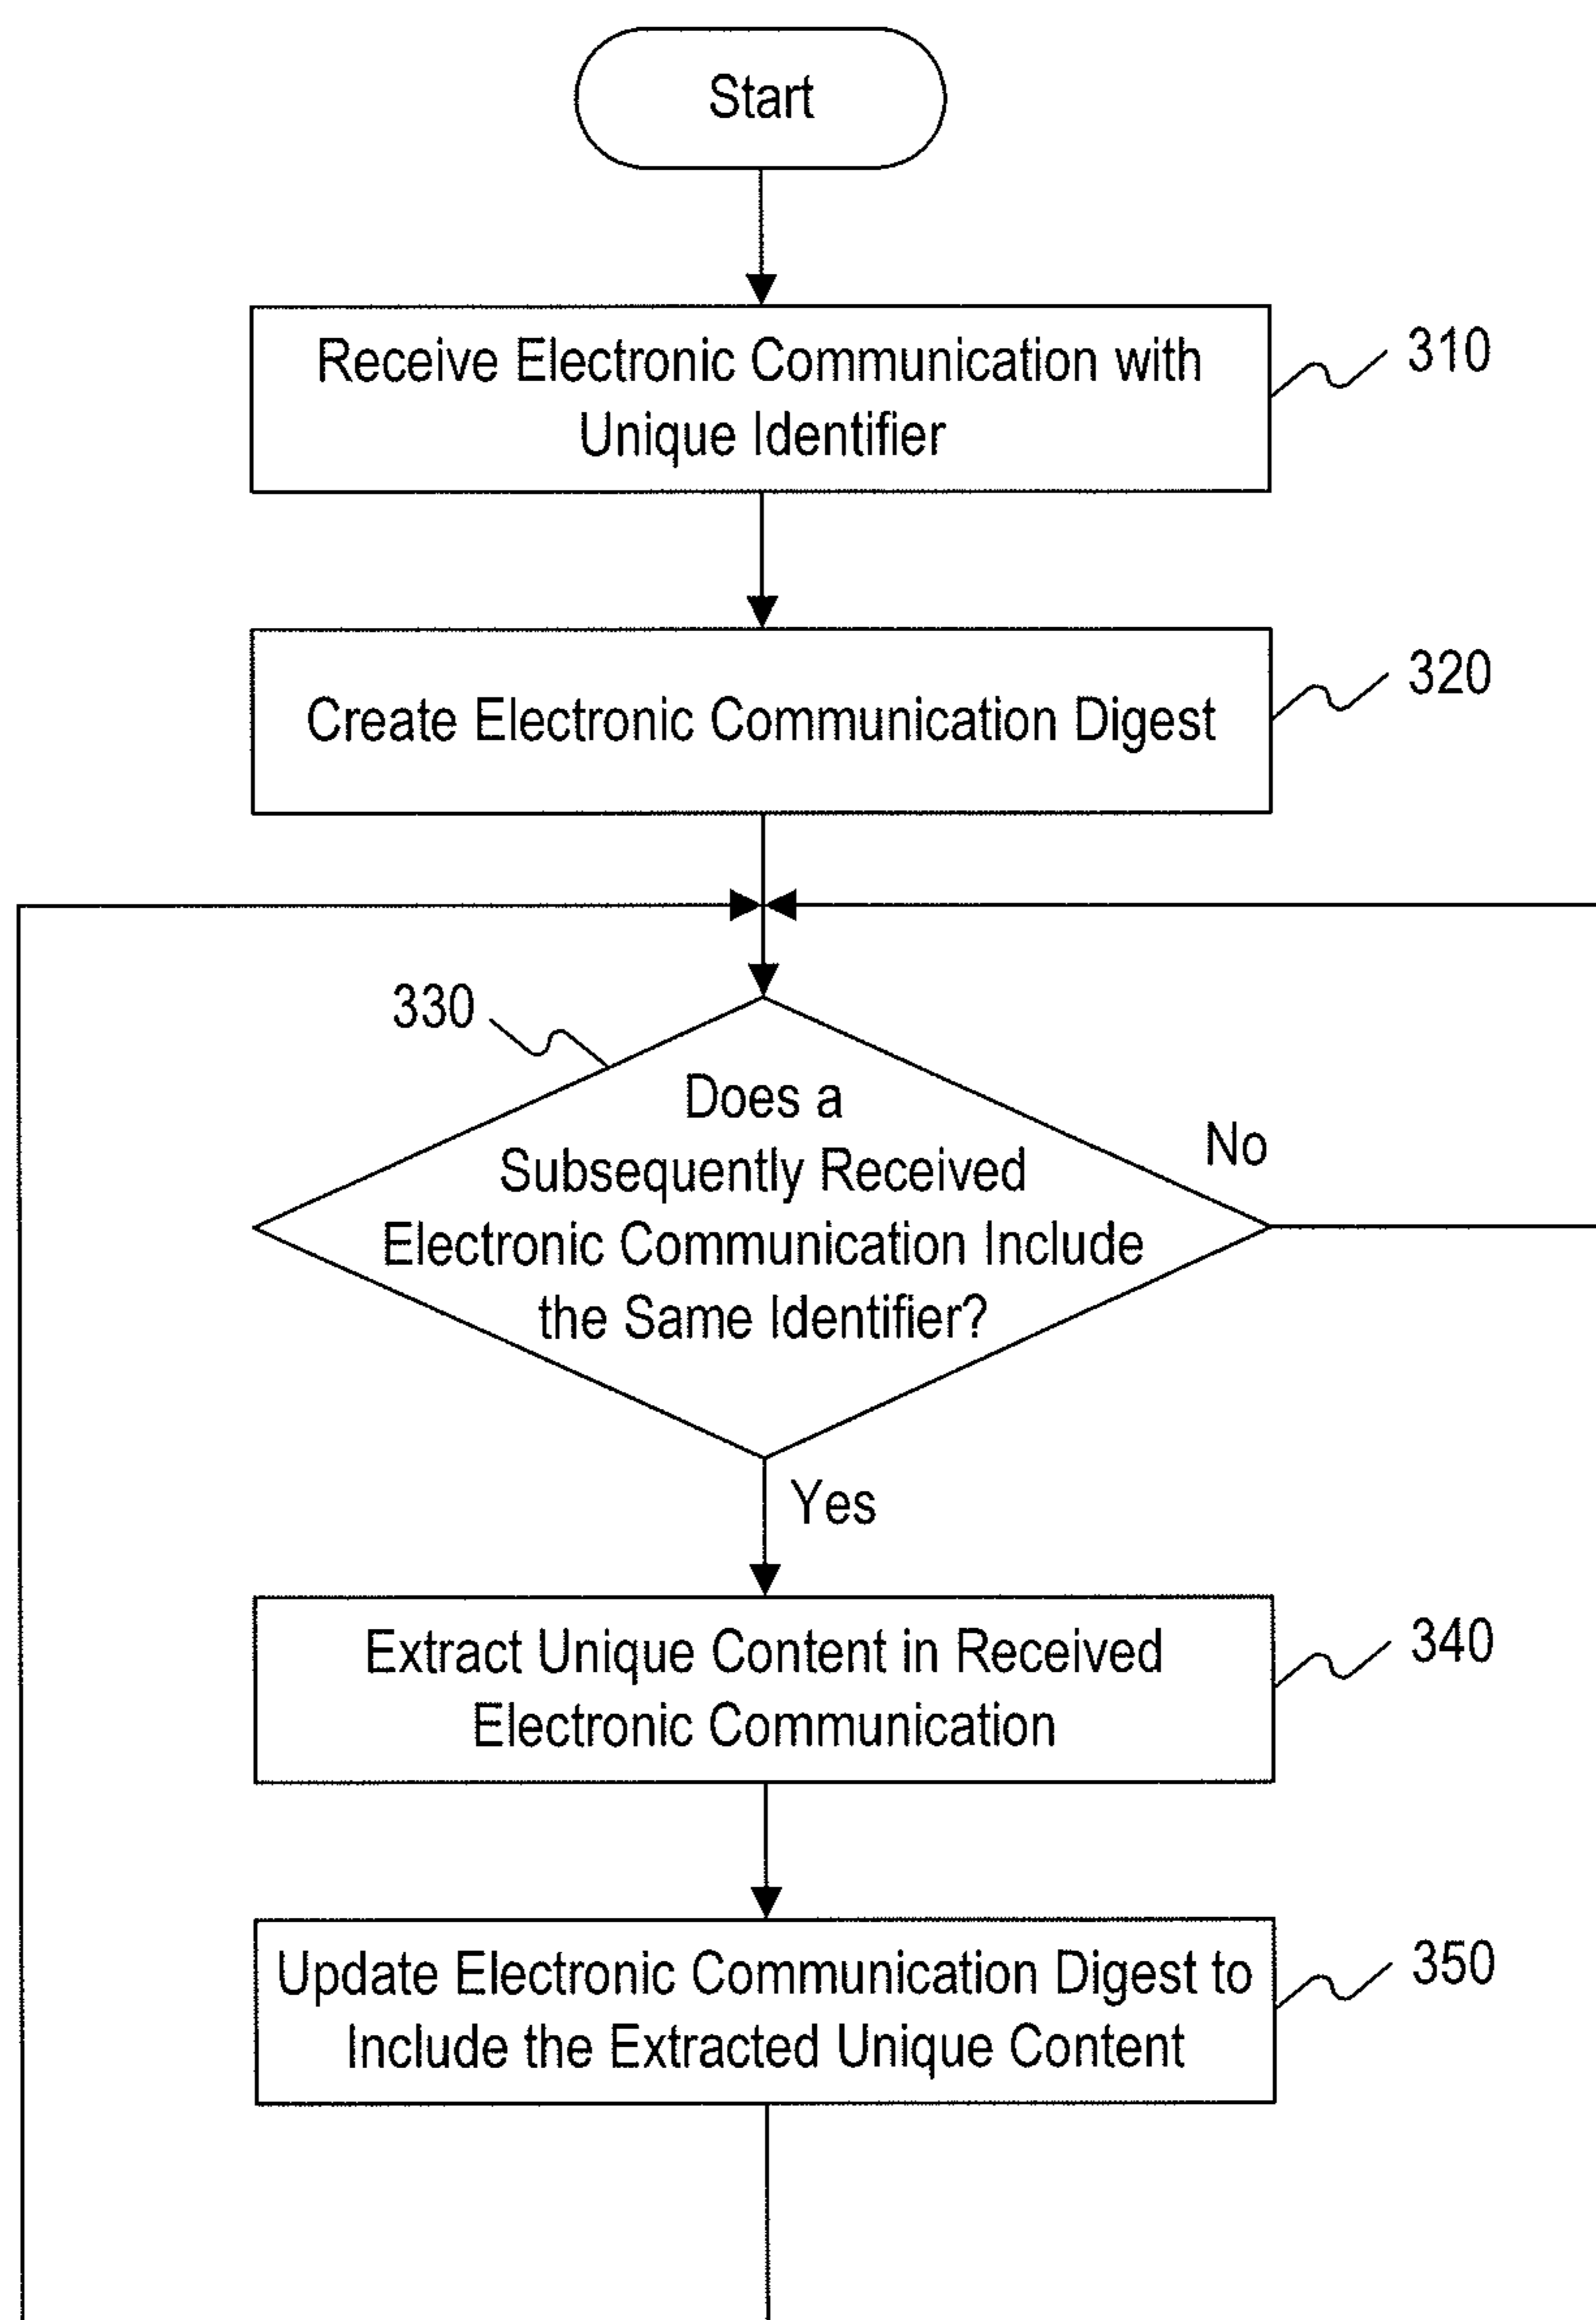 Start
Receive Electronic Communication with
Unique Identifier
310
Create Electronic Communication Digest
320
330
Does a
Subsequently Received
Electronic Communication Include
the Same Identifier?
No
Yes
Extract Unique Content in Received
Electronic Communication
340
Update Electronic Communication Digest to
Include the Extracted Unique Content
350